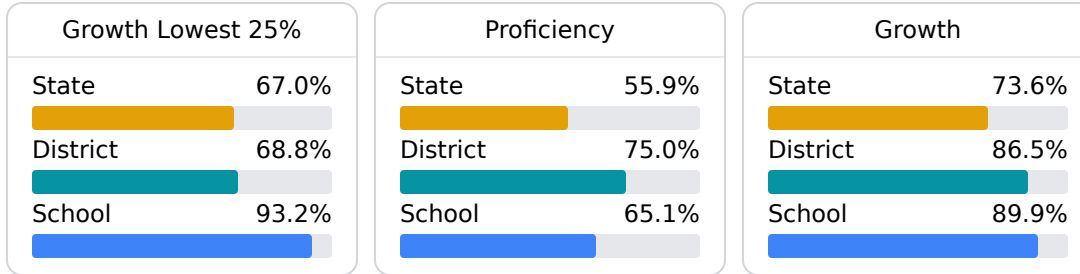 Growth Lowest 25%
State 67.0%
District 68.8%
School 93.2%
Proficiency
State 55.9%
District 75.0%
School 65.1%
Growth
State 73.6%
District 86.5%
School 89.9%